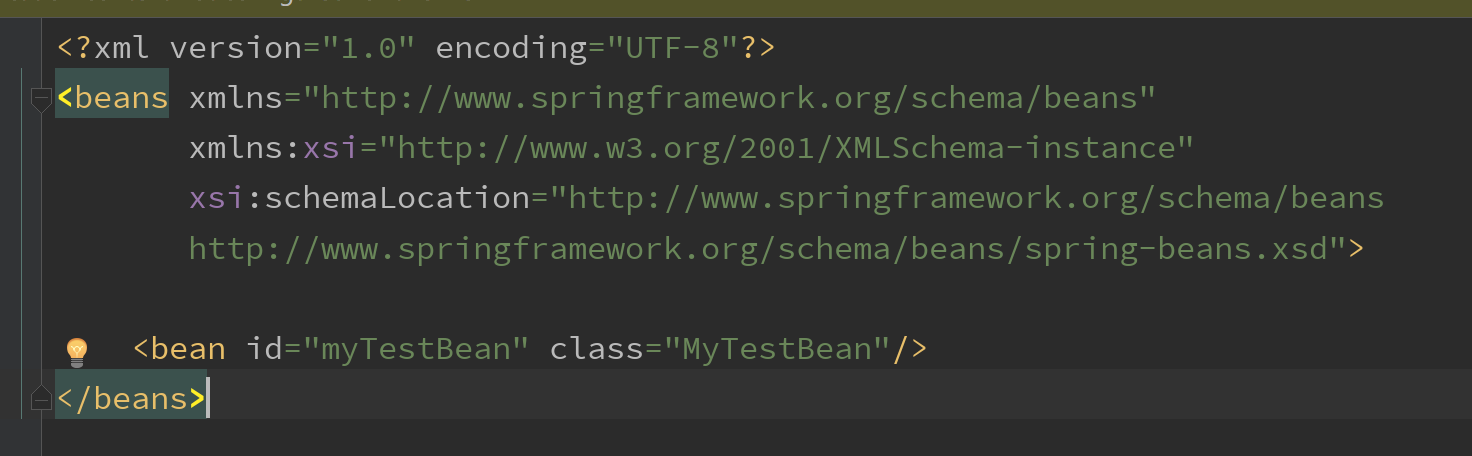 <?xml version="1.0" encoding="UTF-8"?>
<beans xmlns="http://www.springframework.org/schema/beans"
xmlns:xsi="http://www.w3.org/2001/XMLSchema-instance"
xsi:schemaLocation="http://www.springframework.org/schema/beans
http://www.springframework.org/schema/beans/spring-beans.xsd">
<bean id="myTestBean" class="MyTestBean"/>
</beans>